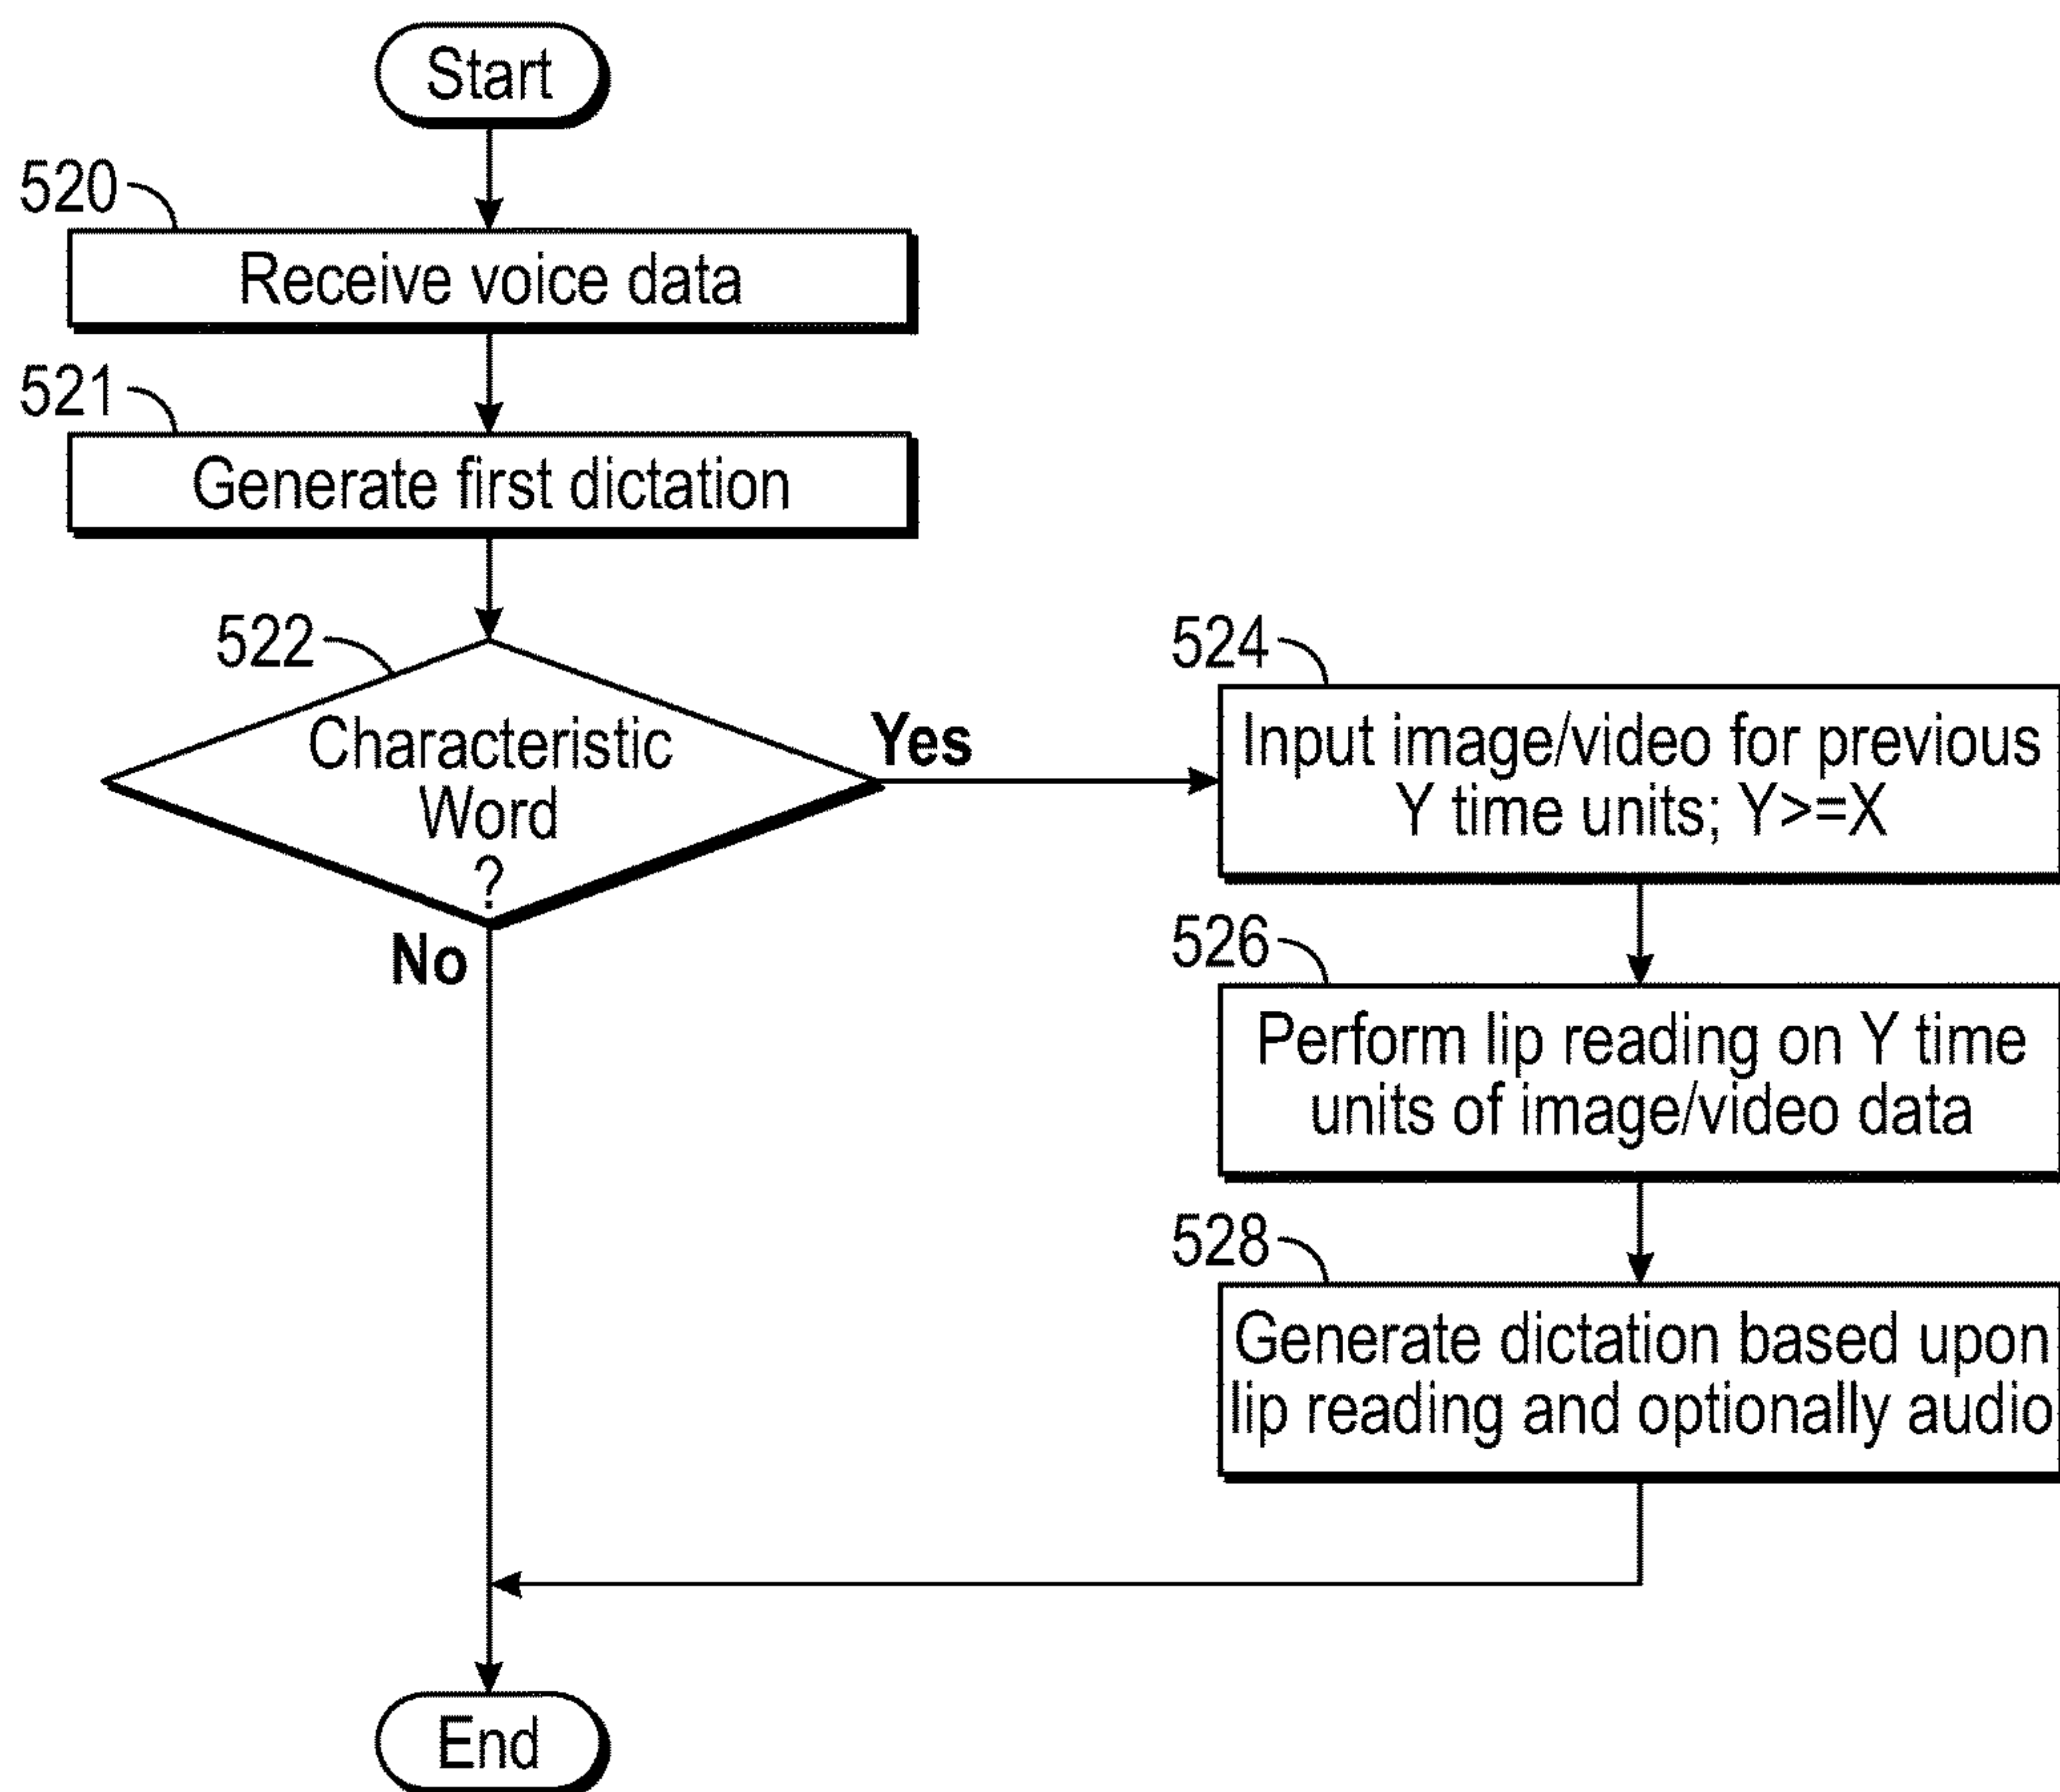 Start
520
Receive voice data
521
Generate first dictation
522
Characteristic
Word
?
Yes
No
524
Input image/video for previous
Y time units; Y>=X
526
Perform lip reading on Y time
units of image/video data
528
Generate dictation based upon
lip reading and optionally audio
End